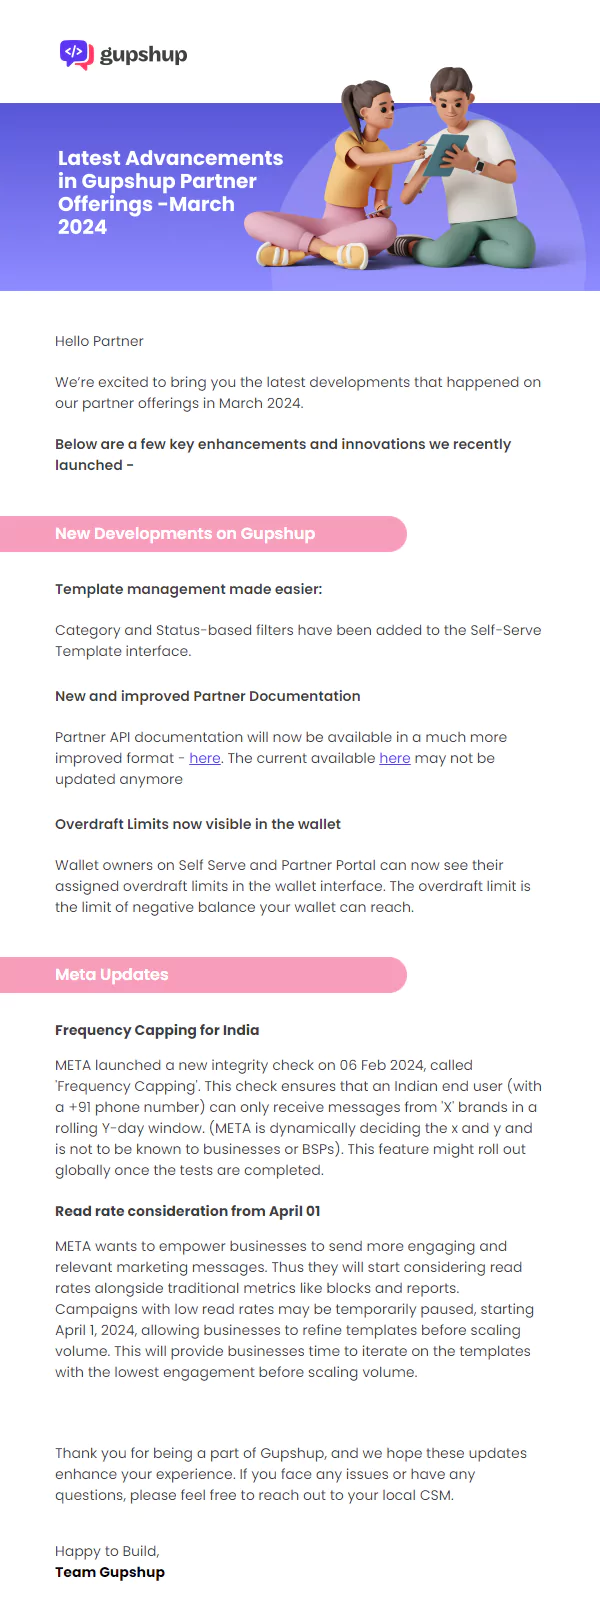 </> gupshup
Latest Advancements
in Gupshup Partner
Offerings -March
2024
Hello Partner
We’re excited to bring you the latest developments that happened on
our partner offerings in March 2024.
Below are a few key enhancements and innovations we recently
launched -
New Developments on Gupshup
Template management made easier:
Category and Status-based filters have been added to the Self-Serve
Template interface.
New and improved Partner Documentation
Partner API documentation will now be available in a much more
improved format - here. The current available here may not be
updated anymore
Overdraft Limits now visible in the wallet
Wallet owners on Self Serve and Partner Portal can now see their
assigned overdraft limits in the wallet interface. The overdraft limit is
the limit of negative balance your wallet can reach.
Meta Updates
Frequency Capping for India
META launched a new integrity check on 06 Feb 2024, called
'Frequency Capping'. This check ensures that an Indian end user (with
a +91 phone number) can only receive messages from 'X' brands in a
rolling Y-day window. (META is dynamically deciding the x and y and
is not to be known to businesses or BSPs). This feature might roll out
globally once the tests are completed.
Read rate consideration from April 01
META wants to empower businesses to send more engaging and
relevant marketing messages. Thus they will start considering read
rates alongside traditional metrics like blocks and reports.
Campaigns with low read rates may be temporarily paused, starting
April 1, 2024, allowing businesses to refine templates before scaling
volume. This will provide businesses time to iterate on the templates
with the lowest engagement before scaling volume.
Thank you for being a part of Gupshup, and we hope these updates
enhance your experience. If you face any issues or have any
questions, please feel free to reach out to your local CSM.
Happy to Build,
Team Gupshup